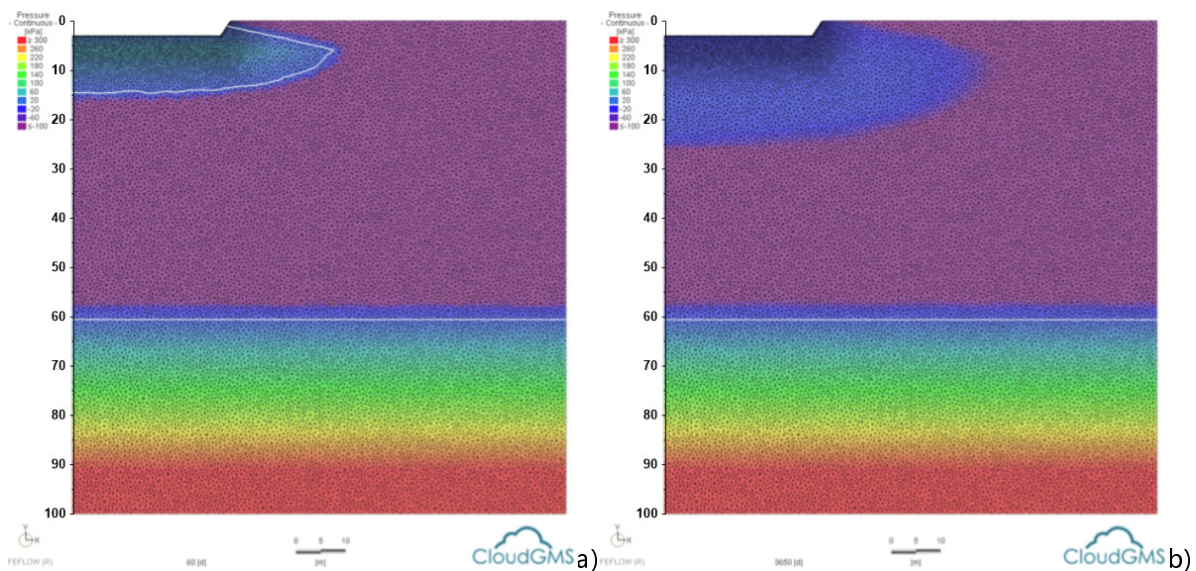 Pressure
- Continuous -
[kPa]
≥ 300
260
220
180
140
100
60
20
-20
-60
≤-100
0
10
20
30
40
50
60
70
80
90
100
Y
X
FEFLOW (R)
60 [d]
0 5 10
[m]
CloudGMS
a)
Pressure
- Continuous -
[kPa]
≥ 300
260
220
180
140
100
60
20
-20
-60
≤-100
0
10
20
30
40
50
60
70
80
90
100
Y
X
FEFLOW (R)
3650 [d]
0 5 10
[m]
CloudGMS
b)